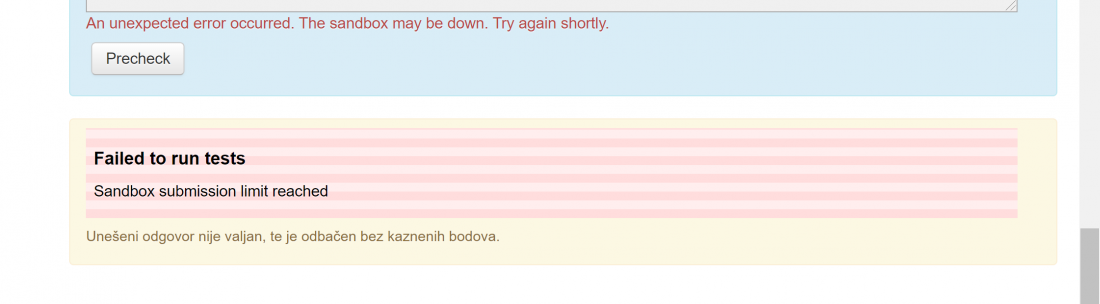 An unexpected error occurred. The sandbox may be down. Try again shortly.
Precheck
Failed to run tests
Sandbox submission limit reached
Unešeni odgovor nije valjan, te je odbačen bez kaznenih bodova.